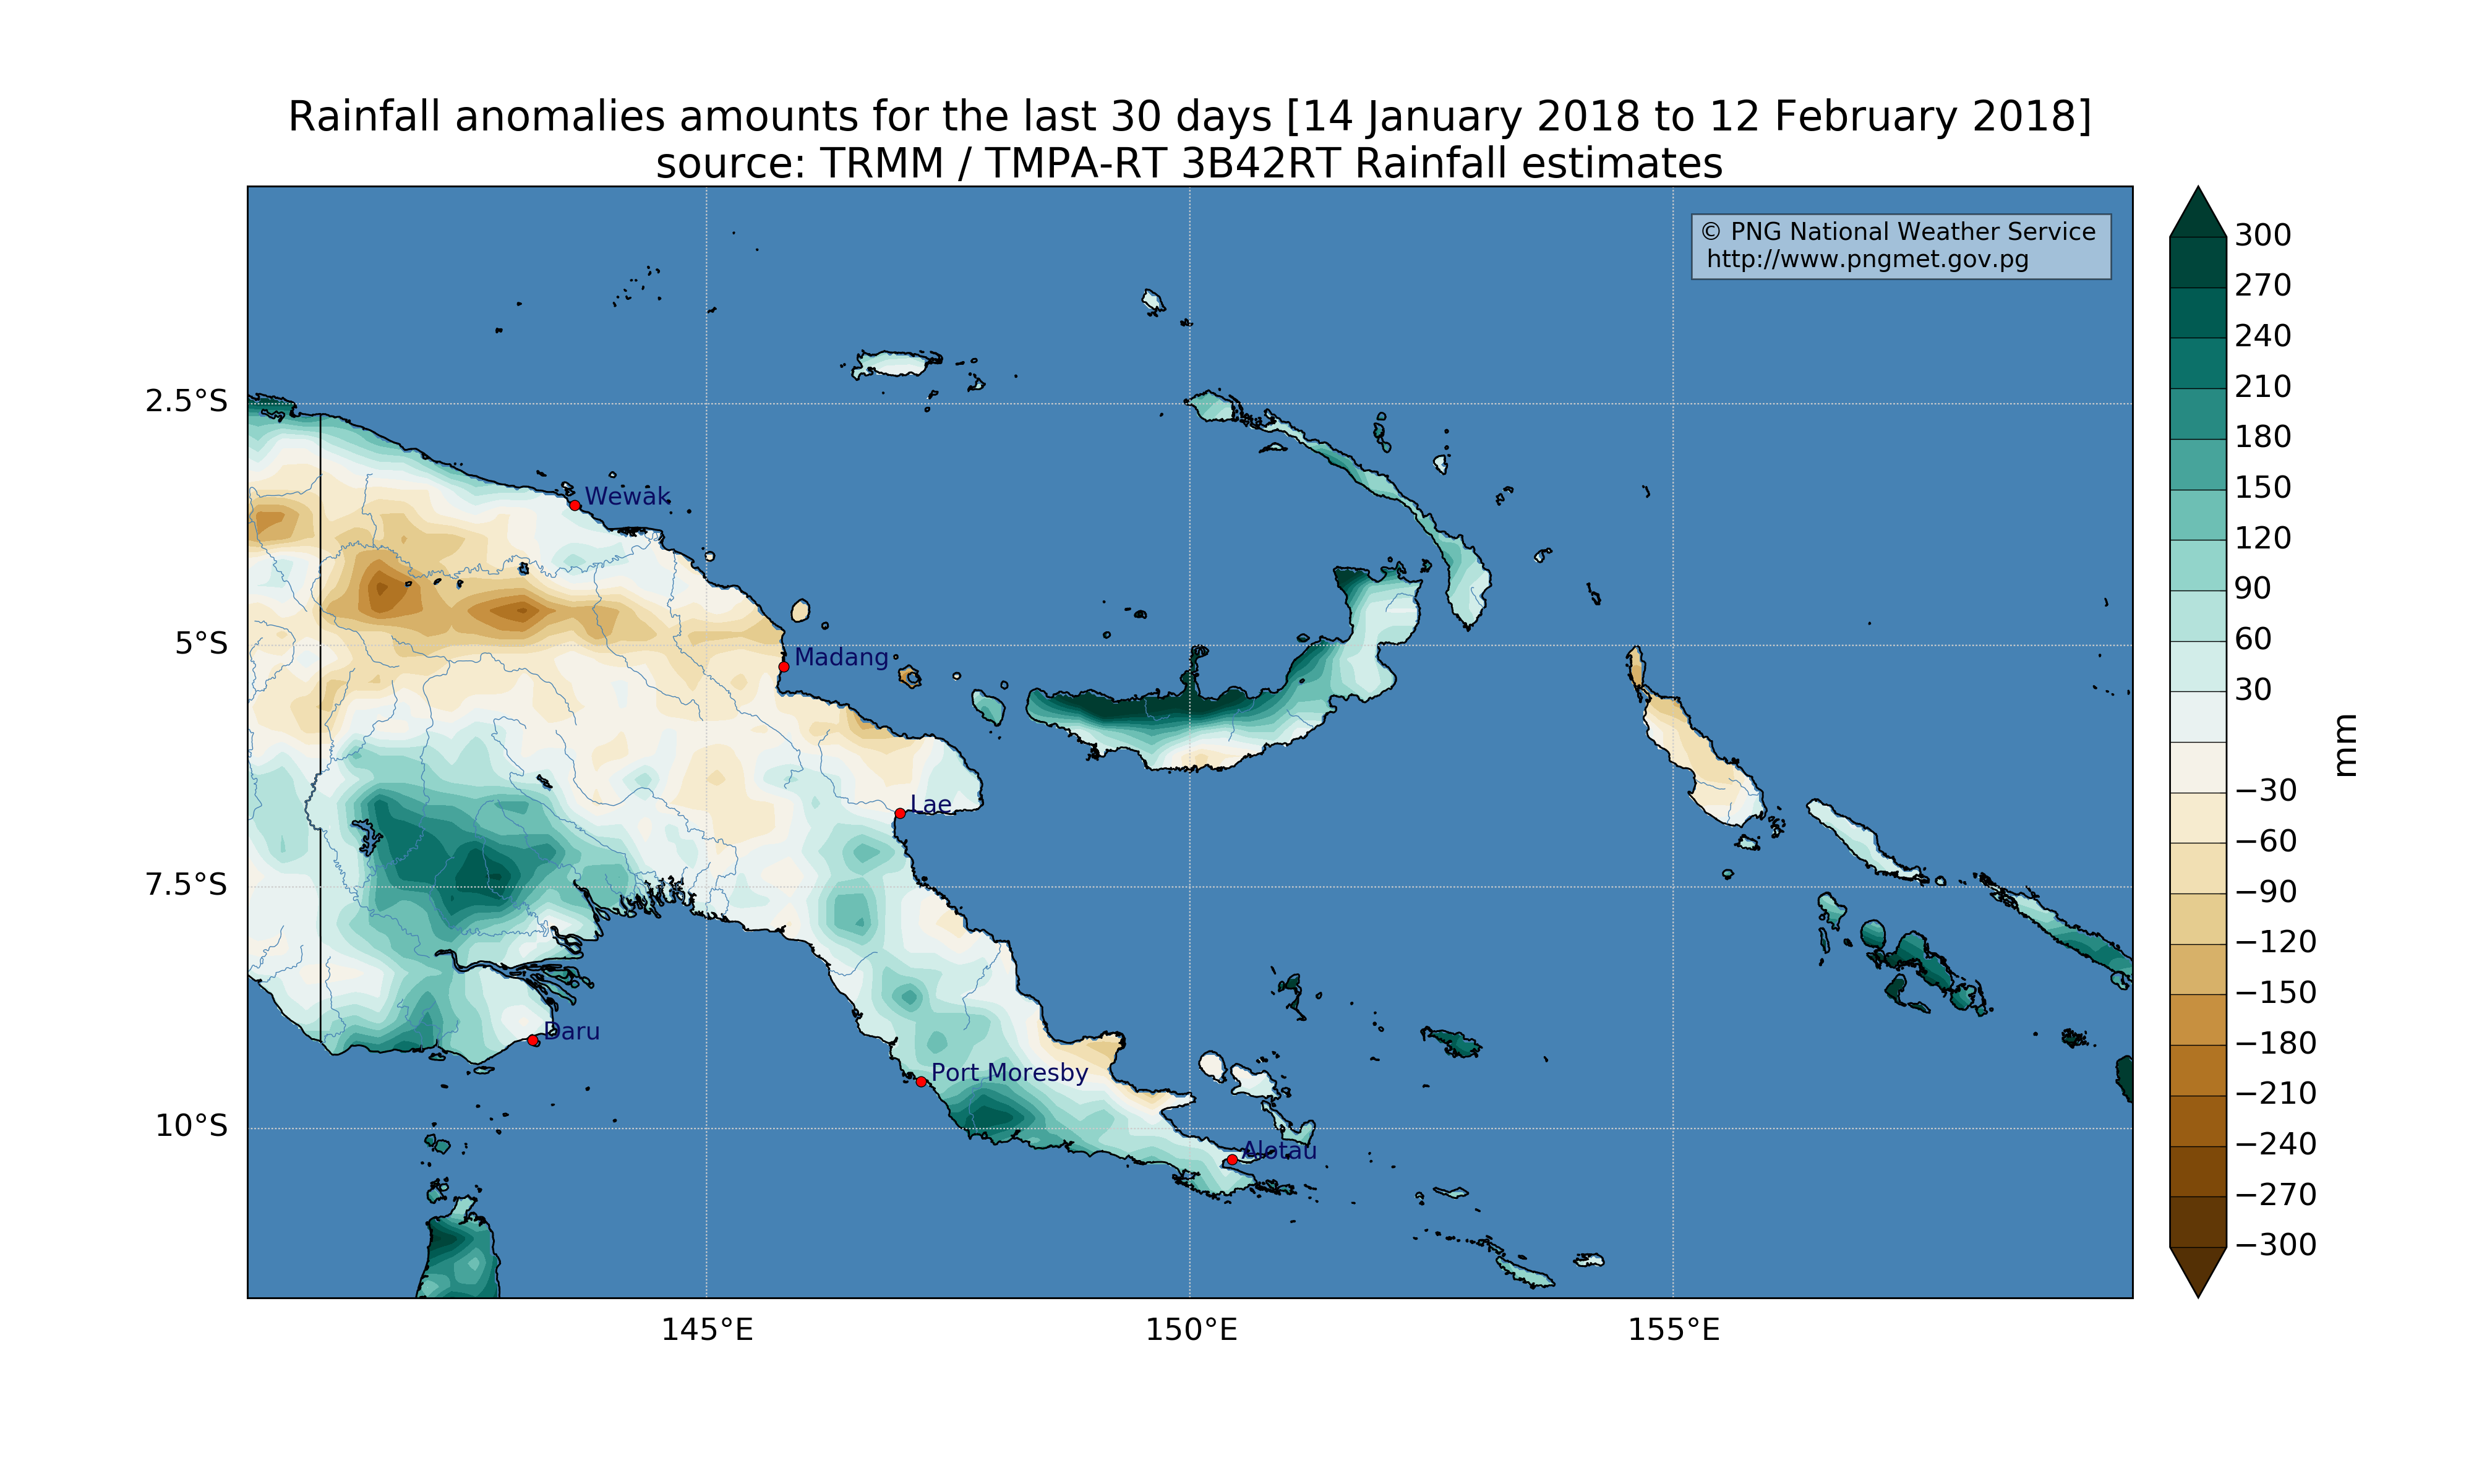 Rainfall anomalies amounts for the last 30 days [14 January 2018 to 12 February 2018]
source: TRMM / TMPA-RT 3B42RT Rainfall estimates
© PNG National Weather Service
http://www.pngmet.gov.pg
2.5°S
5°S
7.5°S
10°S
Wewak
Madang
Lae
Daru
Port Moresby
Alotau
145°E
150°E
155°E
300
270
240
210
180
150
120
90
60
30
−30
−60
−90
−120
−150
−180
−210
−240
−270
−300
mm